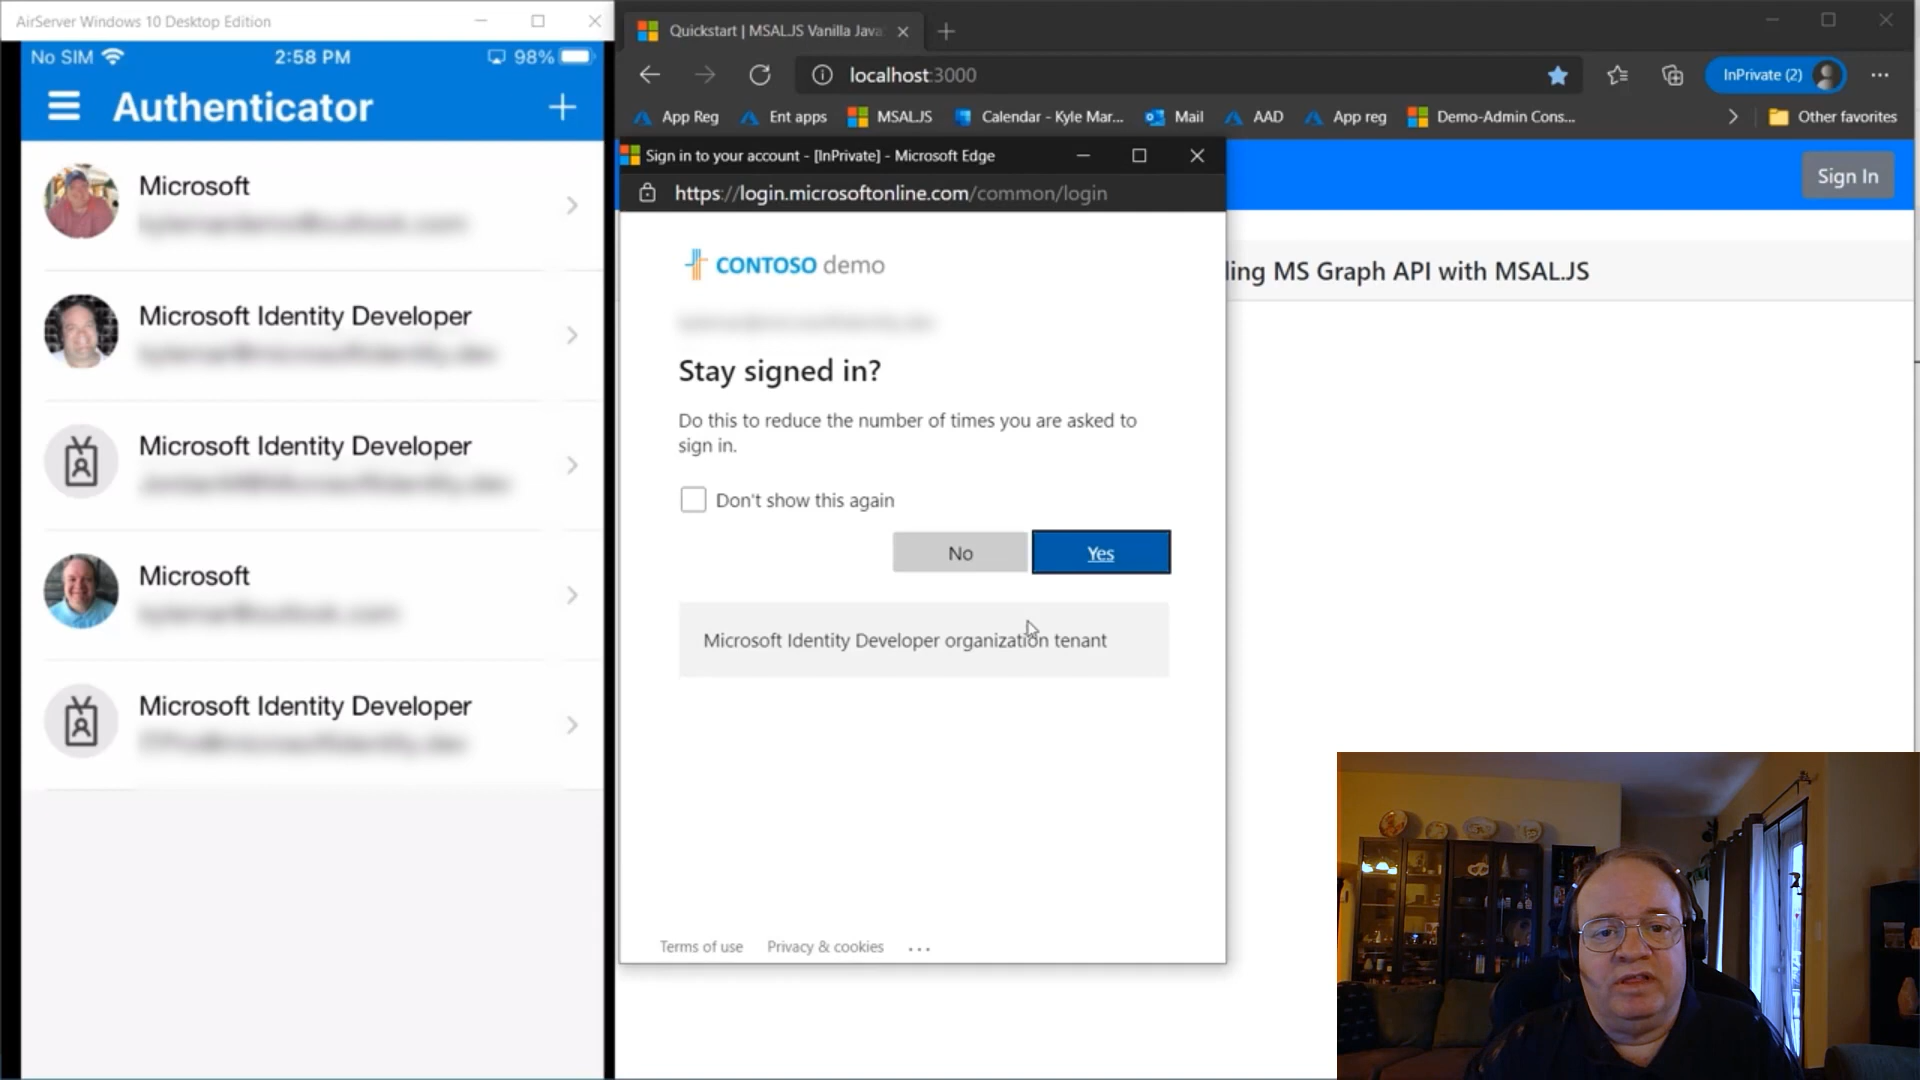 AirServer Windows 10 Desktop Edition
No SIM
2:58 PM
98%
Authenticator
Microsoft
Microsoft Identity Developer
Microsoft Identity Developer
Microsoft
Microsoft Identity Developer
Quickstart | MSAL.JS Vanilla Java
localhost:3000
InPrivate (2)
App Reg
Ent apps
MSALJS
Calendar - Kyle Mar...
Mail
AAD
App reg
Demo-Admin Cons...
Other favorites
Sign in to your account - [InPrivate] - Microsoft Edge
https://login.microsoftonline.com/common/login
Sign In
ling MS Graph API with MSAL.JS
CONTOSO demo
Stay signed in?
Do this to reduce the number of times you are asked to
sign in.
Don't show this again
No
Yes
Microsoft Identity Developer organization tenant
Terms of use
Privacy & cookies
...